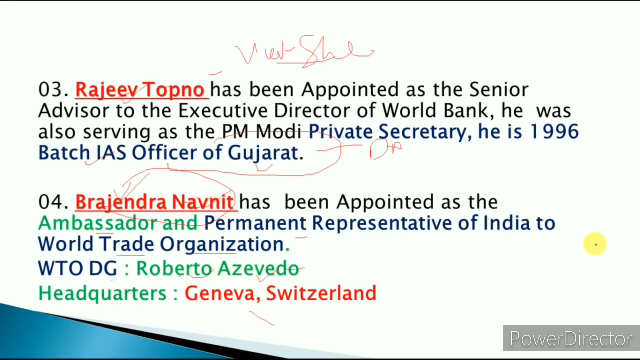 03. Rajeev Topno has been Appointed as the Senior
Advisor to the Executive Director of World Bank, he was
also serving as the PM Modi Private Secretary, he is 1996
Batch IAS Officer of Gujarat.
04. Brajendra Navnit has been Appointed as the
Ambassador and Permanent Representative of India to
World Trade Organization.
WTO DG : Roberto Azevedo
Headquarters : Geneva, Switzerland
PowerDirector